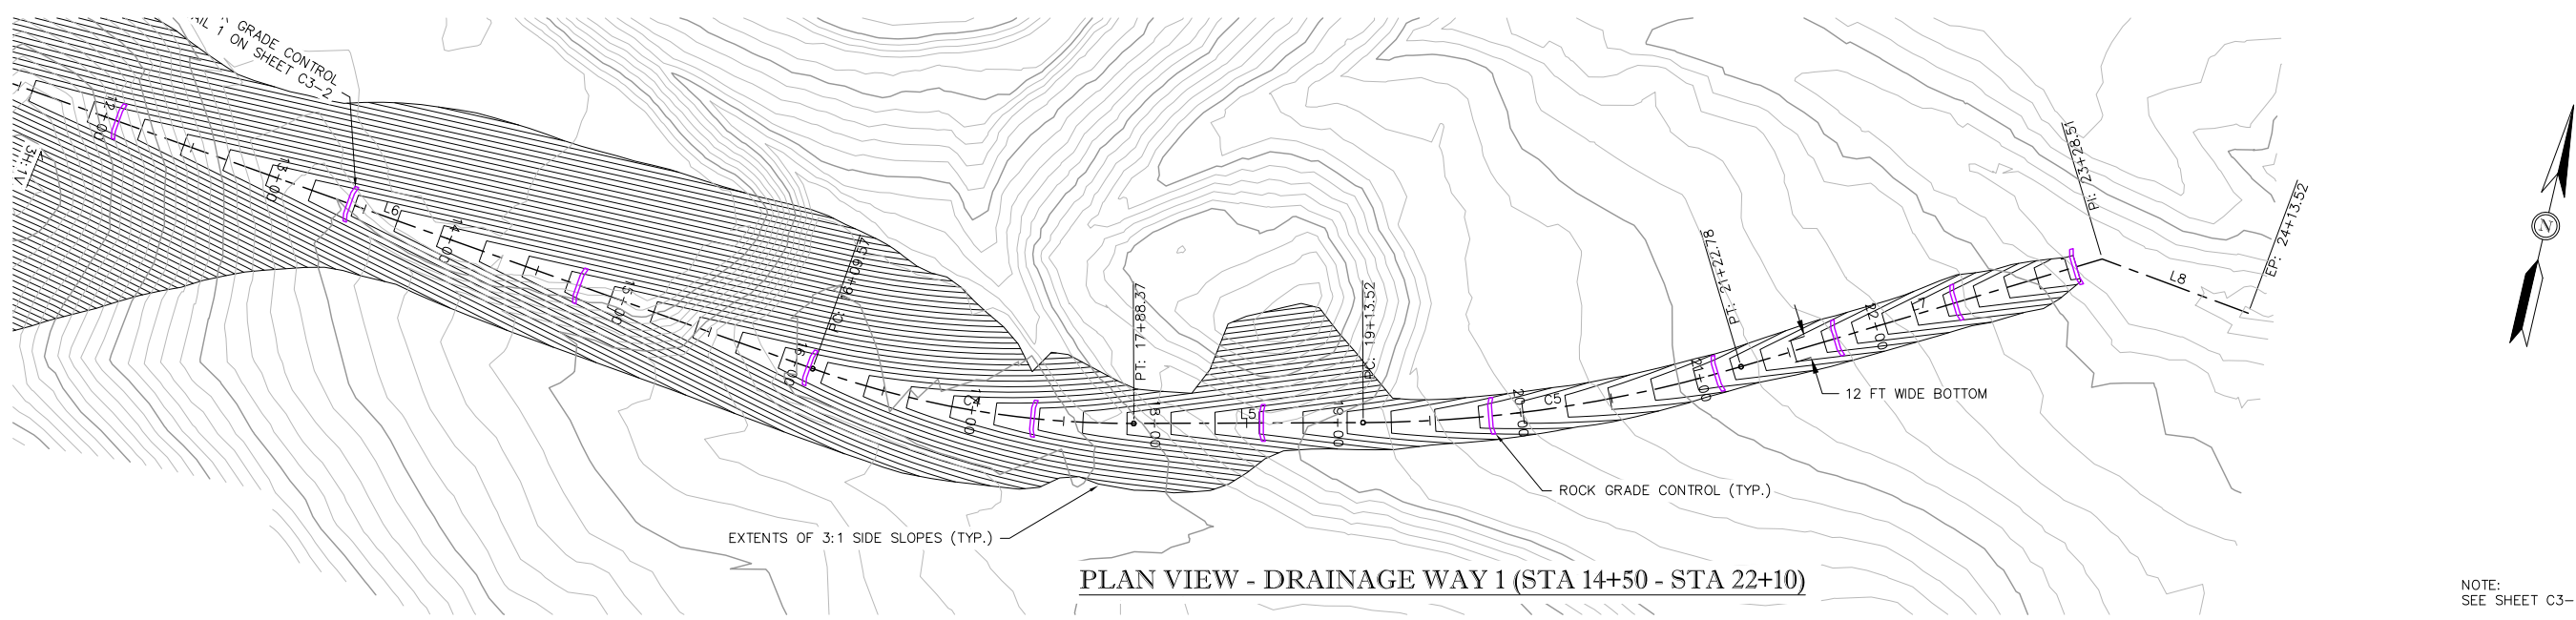 GRADE CONTROL
1 ON SHEET C3-2
3H:1V
12+00
13+00
L6
14+00
15+00
16+00
PC: 16+09.54
C4
17+00
PT: 17+88.37
18+00
L5
19+00
PC: 19+13.52
20+00
C5
21+00
PT: 21+22.78
22+00
L7
PI: 23+28.51
L8
EP: 24+13.52
N
12 FT WIDE BOTTOM
ROCK GRADE CONTROL (TYP.)
EXTENTS OF 3:1 SIDE SLOPES (TYP.)
PLAN VIEW - DRAINAGE WAY 1 (STA 14+50 - STA 22+10)
NOTE:
SEE SHEET C3-